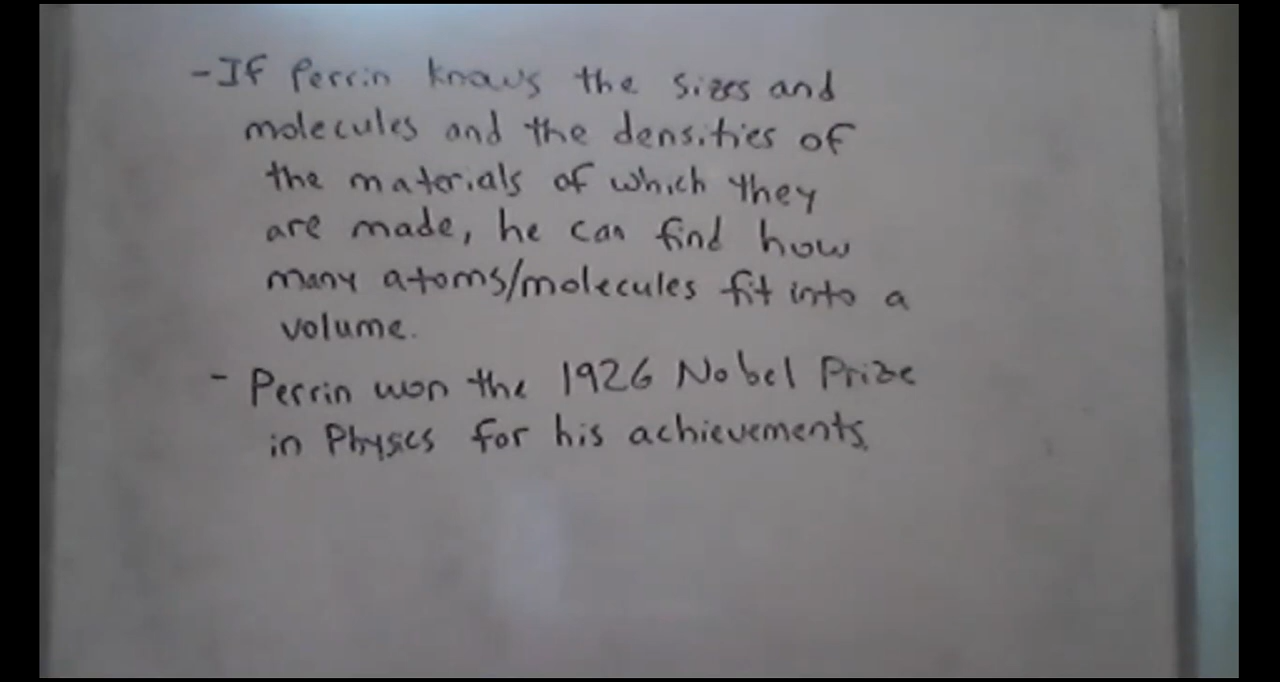 -If Perrin knows the sizes and
molecules and the densities of
the materials of which they
are made, he can find how
many atoms/molecules fit into a
volume.
- Perrin won the 1926 Nobel Prize
in Physics for his achievements.